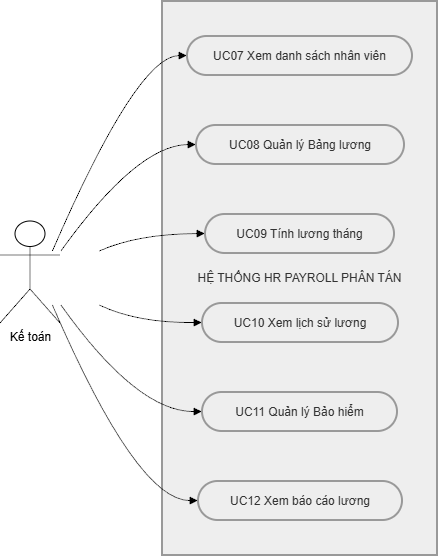 UC07 Xem danh sách nhân viên
UC08 Quản lý Bảng lương
UC09 Tính lương tháng
HỆ THỐNG HR PAYROLL PHÂN TÁN
UC10 Xem lịch sử lương
Kế toán
UC11 Quản lý Bảo hiểm
UC12 Xem báo cáo lương